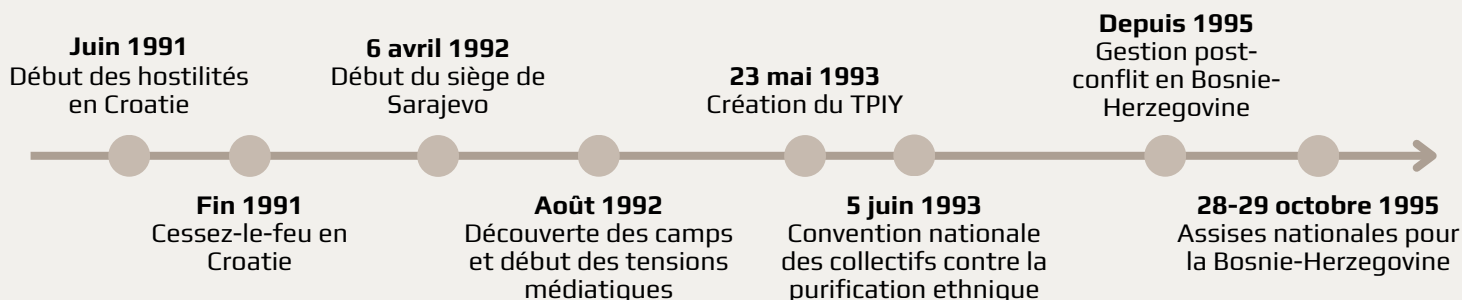 Juin 1991
Début des hostilités
en Croatie
Fin 1991
Cessez-le-feu en
Croatie
6 avril 1992
Début du siège de
Sarajevo
Août 1992
Découverte des camps
et début des tensions
médiatiques
23 mai 1993
Création du TPIY
5 juin 1993
Convention nationale
des collectifs contre la
purification ethnique
Depuis 1995
Gestion post-
conflit en Bosnie-
Herzegovine
28-29 octobre 1995
Assises nationales pour
la Bosnie-Herzegovine